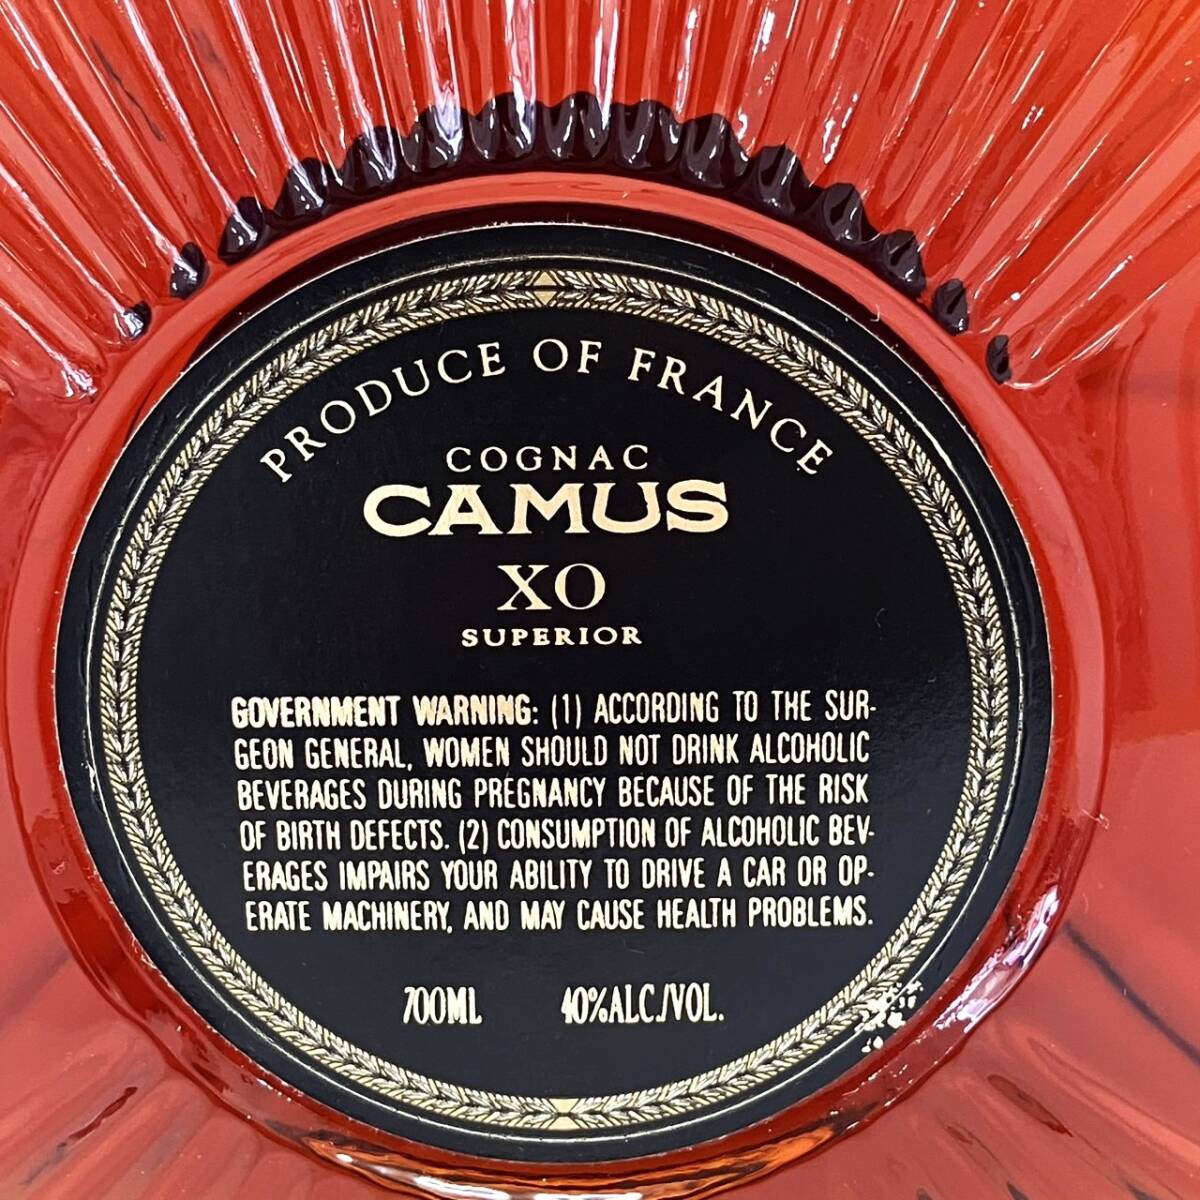 PRODUCE OF FRANCE
COGNAC
CAMUS
XO
SUPERIOR
GOVERNMENT WARNING: (1) ACCORDING TO THE SUR-
GEON GENERAL, WOMEN SHOULD NOT DRINK ALCOHOLIC
BEVERAGES DURING PREGNANCY BECAUSE OF THE RISK
OF BIRTH DEFECTS. (2) CONSUMPTION OF ALCOHOLIC BEV-
ERAGES IMPAIRS YOUR ABILITY TO DRIVE A CAR OR OP-
ERATE MACHINERY, AND MAY CAUSE HEALTH PROBLEMS.
700ML 40%ALC./VOL.